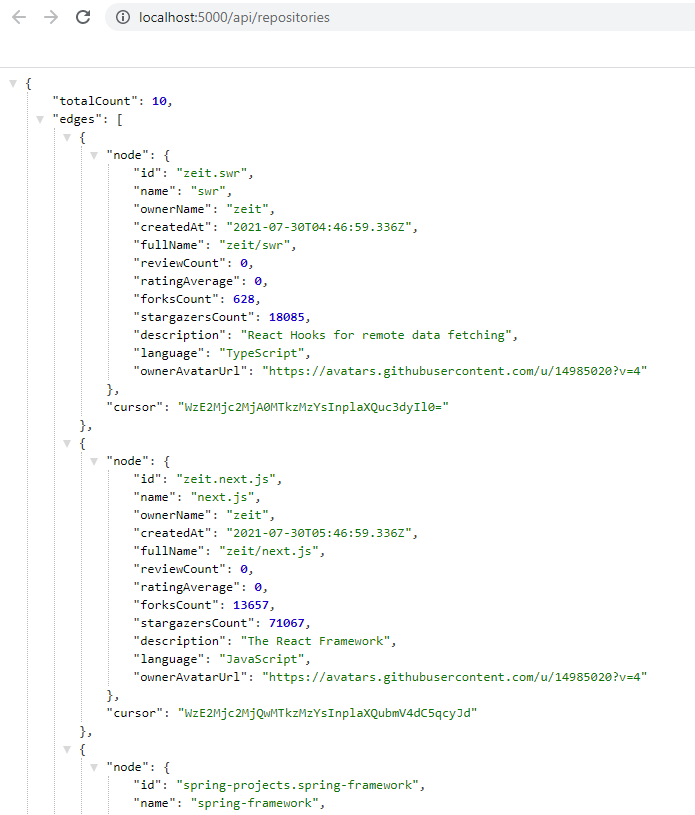 localhost:5000/api/repositories
{
"totalCount": 10,
"edges": [
{
"node": {
"id": "zeit.swr",
"name": "swr",
"ownerName": "zeit",
"createdAt": "2021-07-30T04:46:59.336Z",
"fullName": "zeit/swr",
"reviewCount": 0,
"ratingAverage": 0,
"forksCount": 628,
"stargazersCount": 18085,
"description": "React Hooks for remote data fetching",
"language": "TypeScript",
"ownerAvatarUrl": "https://avatars.githubusercontent.com/u/14985020?v=4"
},
"cursor": "WzE2Mjc2MjA0MTkzMzYsInplaXQuc3dyIl0="
},
{
"node": {
"id": "zeit.next.js",
"name": "next.js",
"ownerName": "zeit",
"createdAt": "2021-07-30T05:46:59.336Z",
"fullName": "zeit/next.js",
"reviewCount": 0,
"ratingAverage": 0,
"forksCount": 13657,
"stargazersCount": 71067,
"description": "The React Framework",
"language": "JavaScript",
"ownerAvatarUrl": "https://avatars.githubusercontent.com/u/14985020?v=4"
},
"cursor": "WzE2Mjc2MjQwMTkzMzYsInplaXQubmV4dC5qcyJd"
},
{
"node": {
"id": "spring-projects.spring-framework",
"name": "spring-framework",